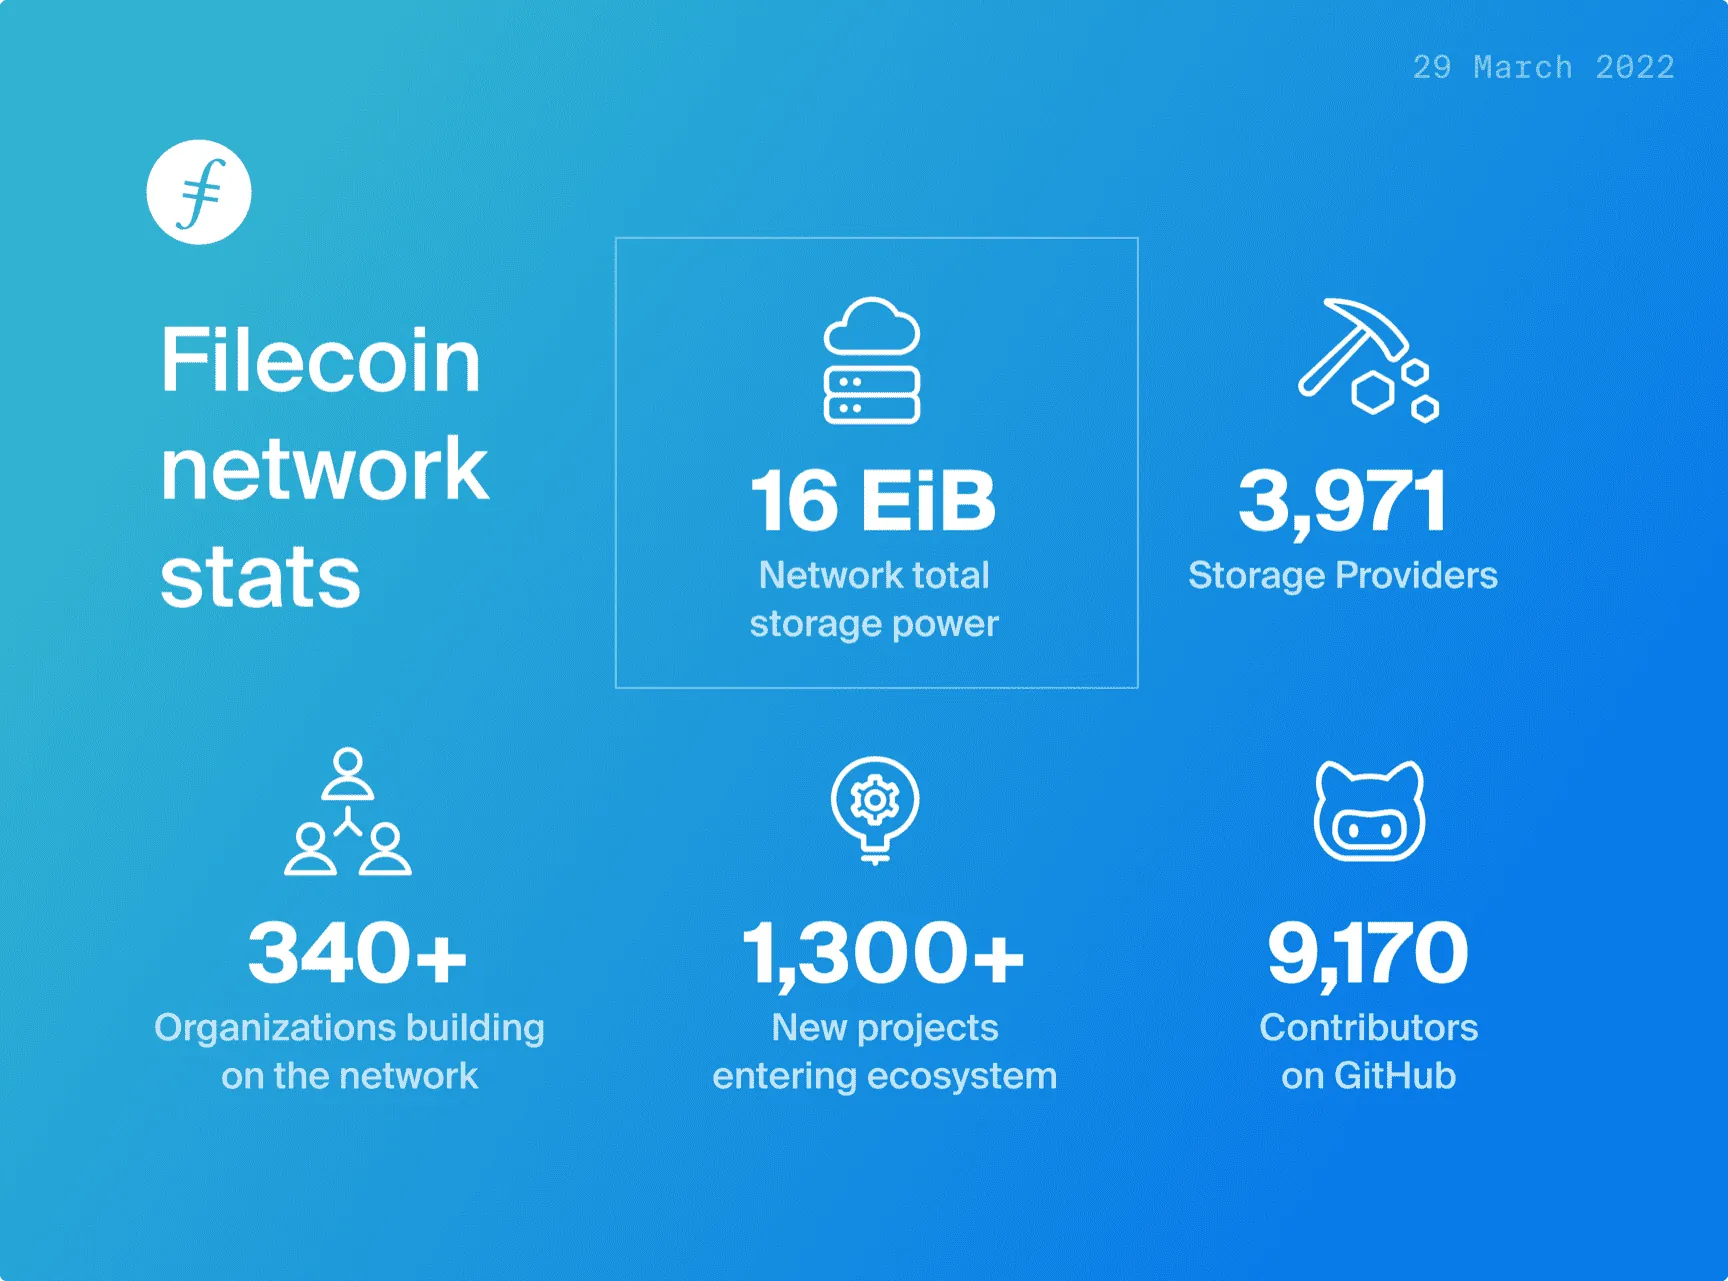 29 March 2022
Filecoin
network
stats
16 EiB
Network total
storage power
3,971
Storage Providers
340+
Organizations building
on the network
1,300+
New projects
entering ecosystem
9,170
Contributors
on GitHub